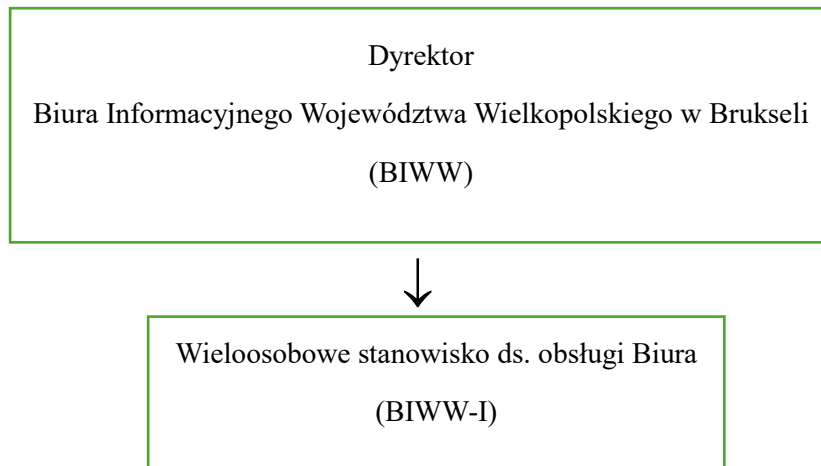 Dyrektor
Biura Informacyjnego Województwa Wielkopolskiego w Brukseli
(BIWW)
Wieloosobowe stanowisko ds. obsługi Biura
(BIWW-I)